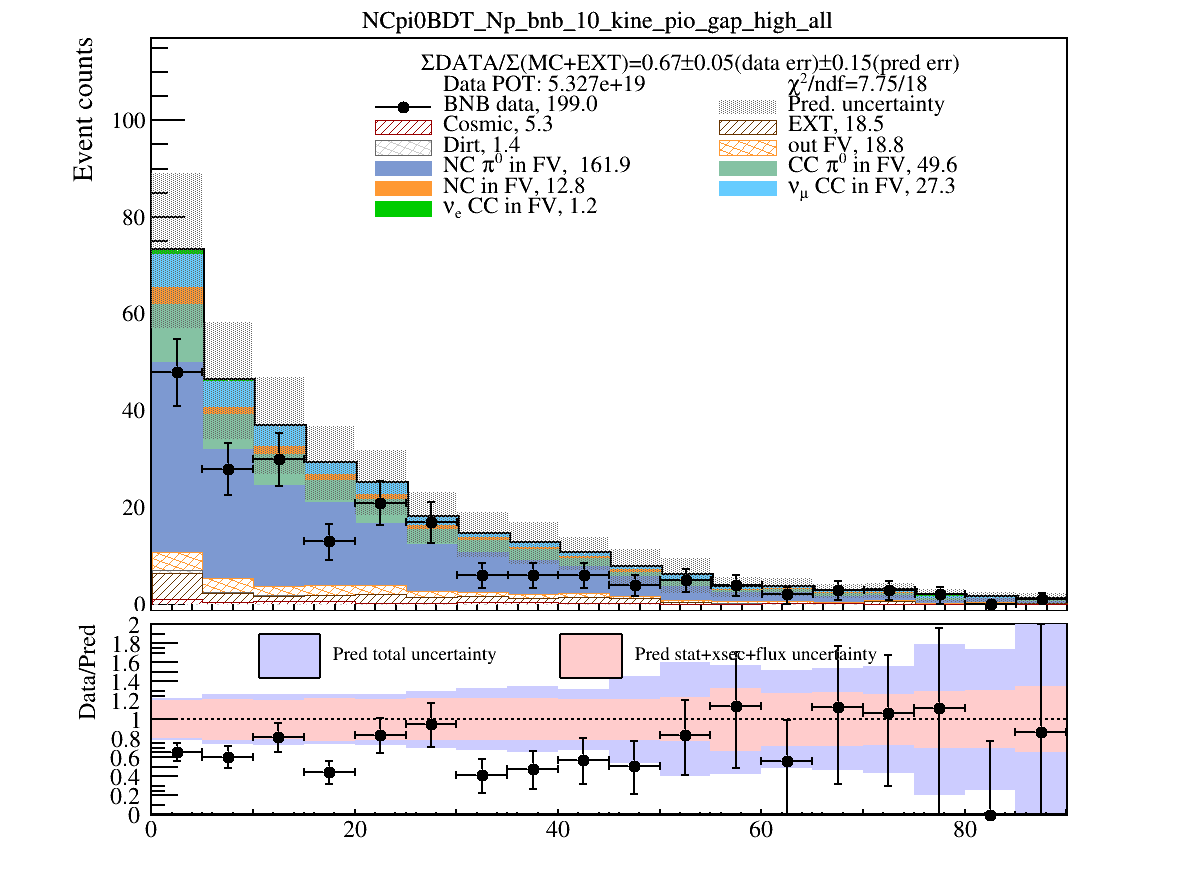 NCpi0BDT_Np_bnb_10_kine_pio_gap_high_all
ΣDATA/Σ(MC+EXT)=0.67±0.05(data err)±0.15(pred err)
Data POT: 5.327e+19
χ²/ndf=7.75/18
BNB data, 199.0
Pred. uncertainty
Cosmic, 5.3
EXT, 18.5
Dirt, 1.4
out FV, 18.8
NC π⁰ in FV, 161.9
CC π⁰ in FV, 49.6
NC in FV, 12.8
νμ CC in FV, 27.3
νe CC in FV, 1.2
Event counts
100
80
60
40
20
0
Data/Pred
2
1.8
1.6
1.4
1.2
1
0.8
0.6
0.4
0.2
0
Pred total uncertainty
Pred stat+xsec+flux uncertainty
0 20 40 60 80